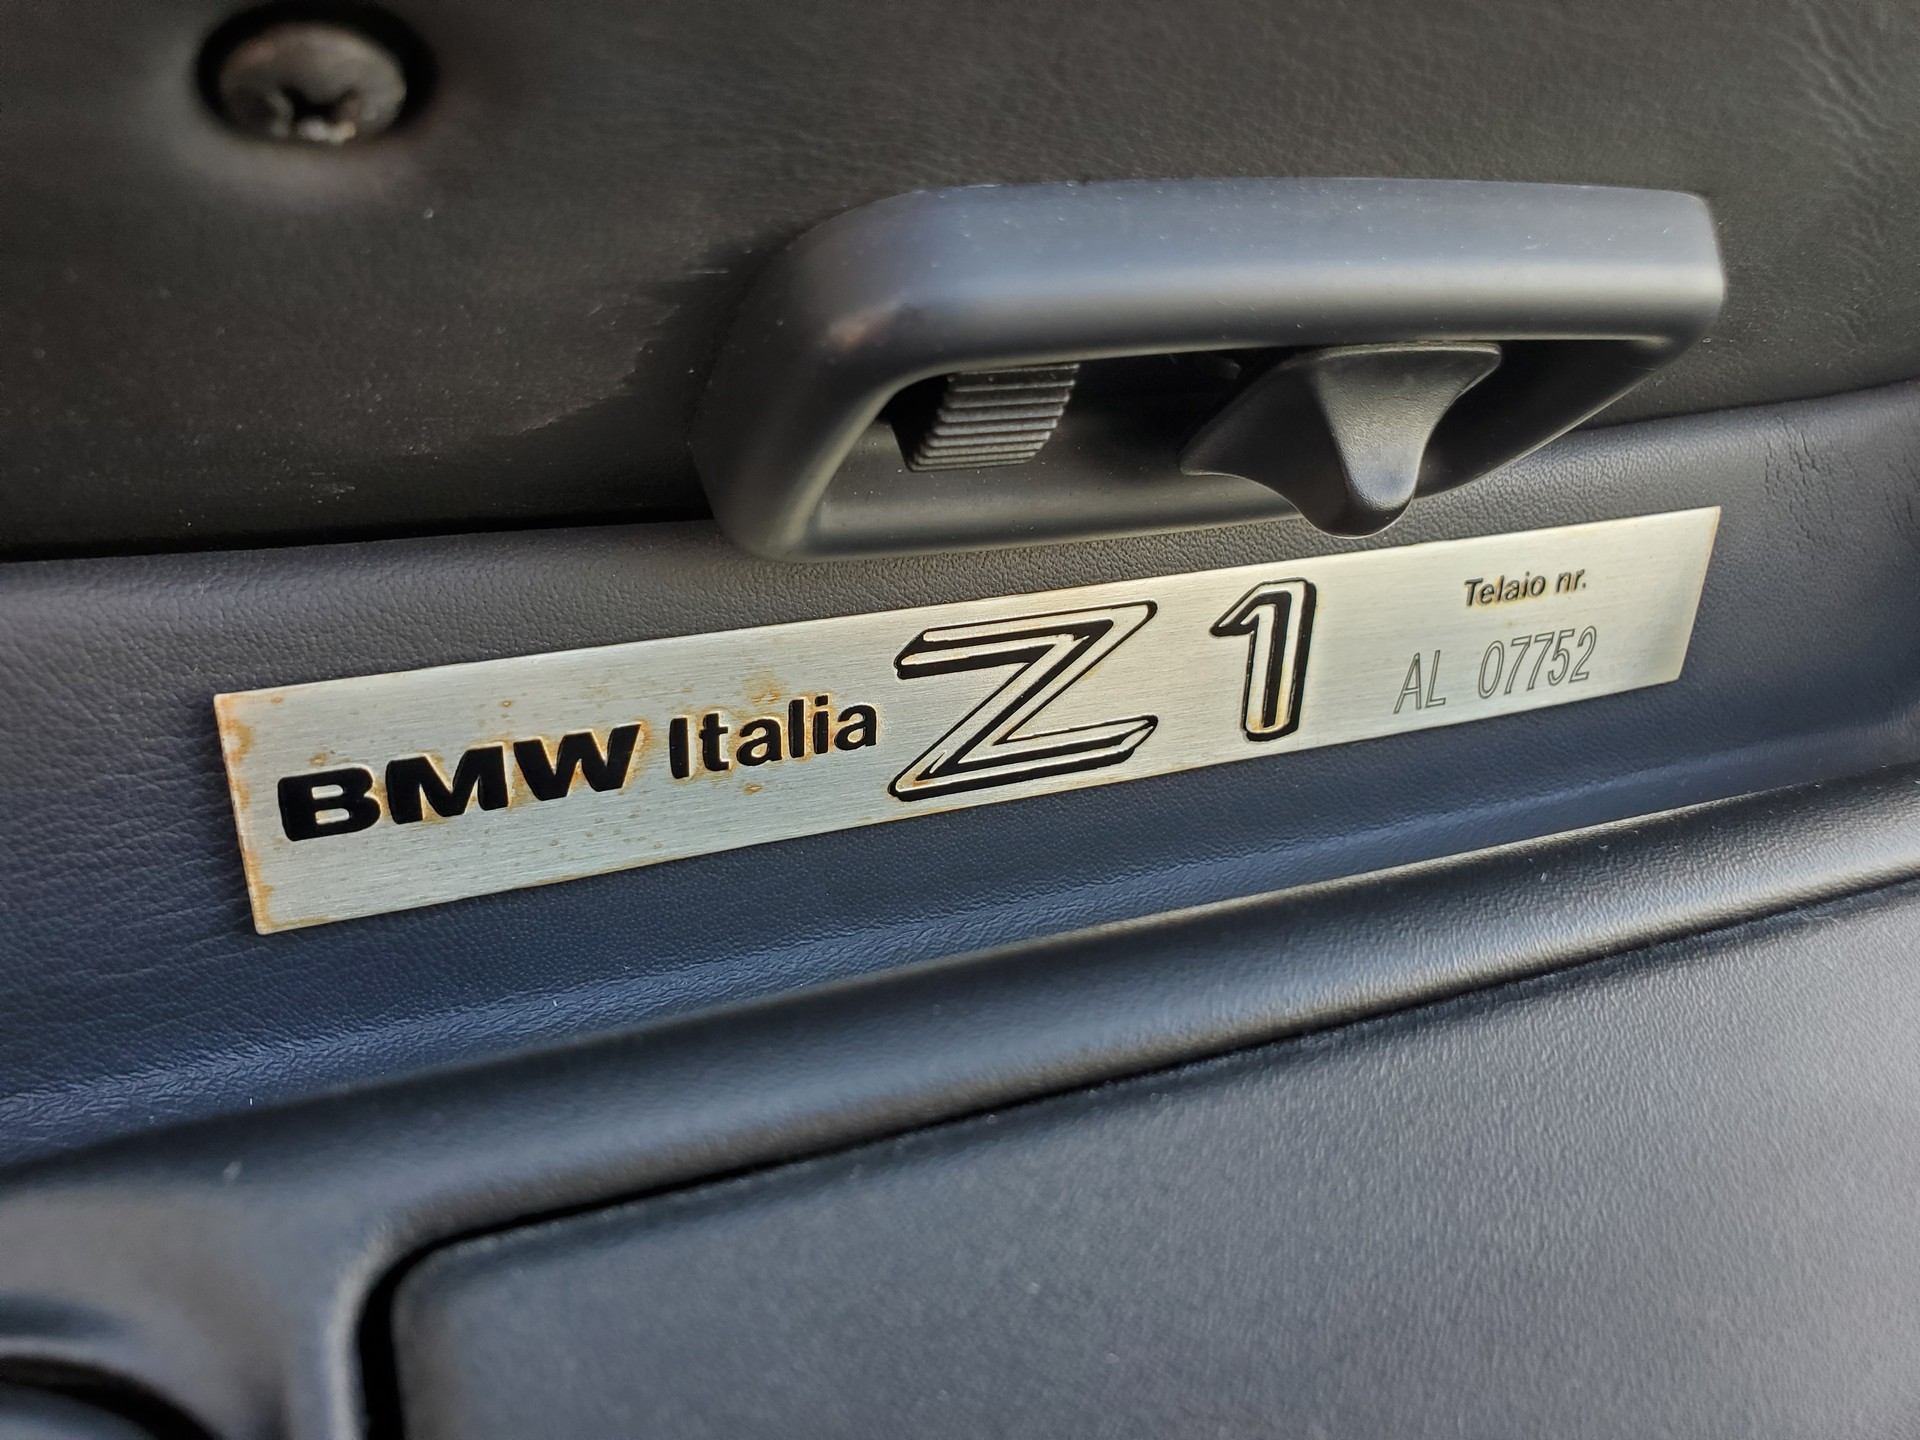 BMW Italia Z1
Telaio nr.
AL 07752